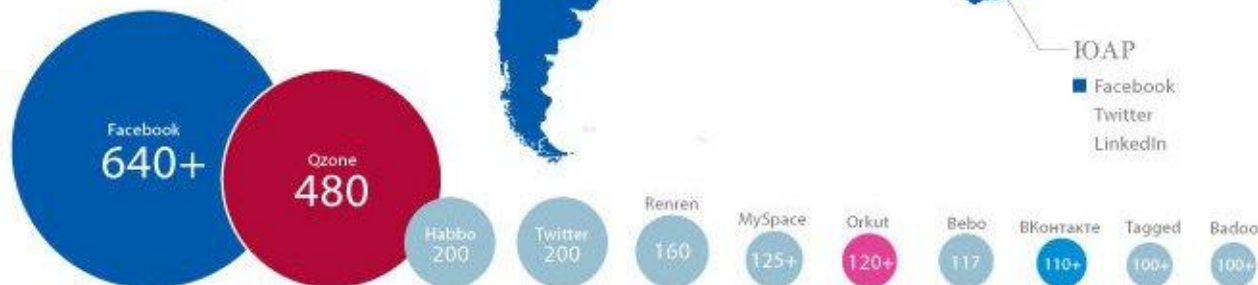 ЮАР
Facebook
Twitter
LinkedIn
Facebook
640+
Qzone
480
Habbo
200
Twitter
200
Renren
160
MySpace
125+
Orkut
120+
Bebo
117
ВКонтакте
110+
Tagged
100+
Badoo
100+